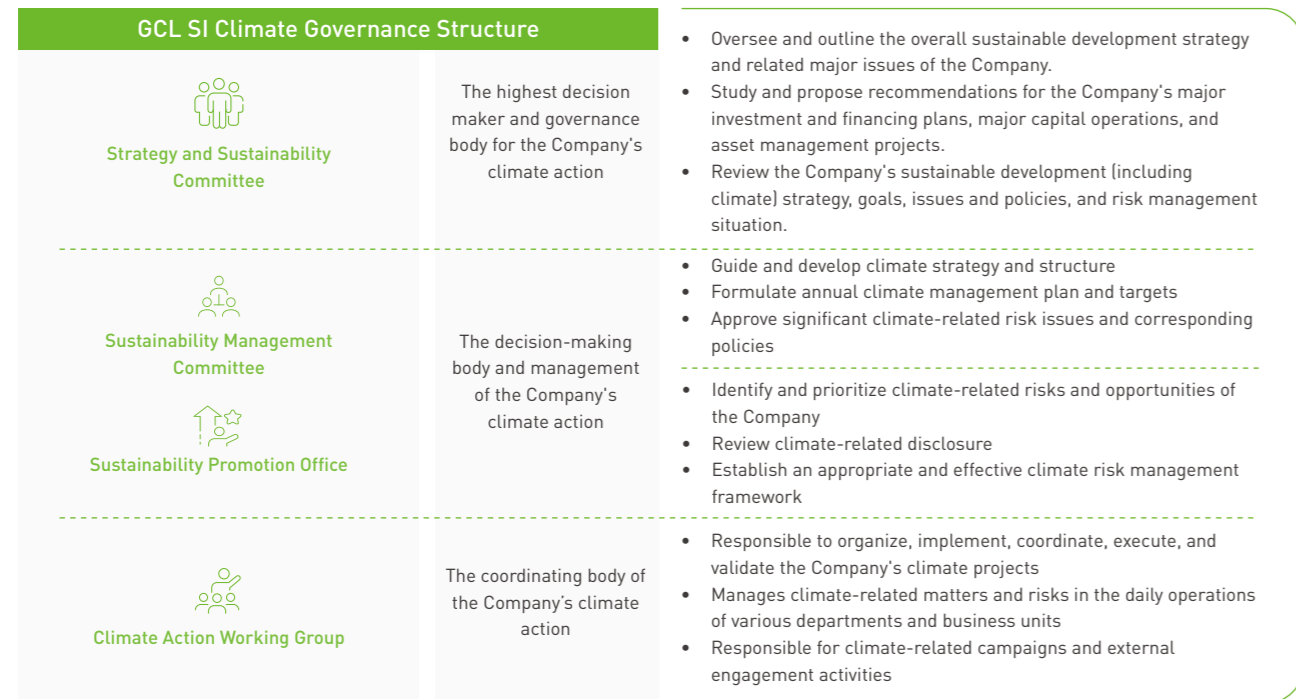 GCL SI Climate Governance Structure
Strategy and Sustainability
Committee
The highest decision
maker and governance
body for the Company's
climate action
• Oversee and outline the overall sustainable development strategy
and related major issues of the Company.
• Study and propose recommendations for the Company's major
investment and financing plans, major capital operations, and
asset management projects.
• Review the Company's sustainable development (including
climate) strategy, goals, issues and policies, and risk management
situation.
Sustainability Management
Committee
Sustainability Promotion Office
The decision-making
body and management
of the Company's
climate action
• Guide and develop climate strategy and structure
• Formulate annual climate management plan and targets
• Approve significant climate-related risk issues and corresponding
policies
• Identify and prioritize climate-related risks and opportunities of
the Company
• Review climate-related disclosure
• Establish an appropriate and effective climate risk management
framework
Climate Action Working Group
The coordinating body of
the Company’s climate
action
• Responsible to organize, implement, coordinate, execute, and
validate the Company's climate projects
• Manages climate-related matters and risks in the daily operations
of various departments and business units
• Responsible for climate-related campaigns and external
engagement activities